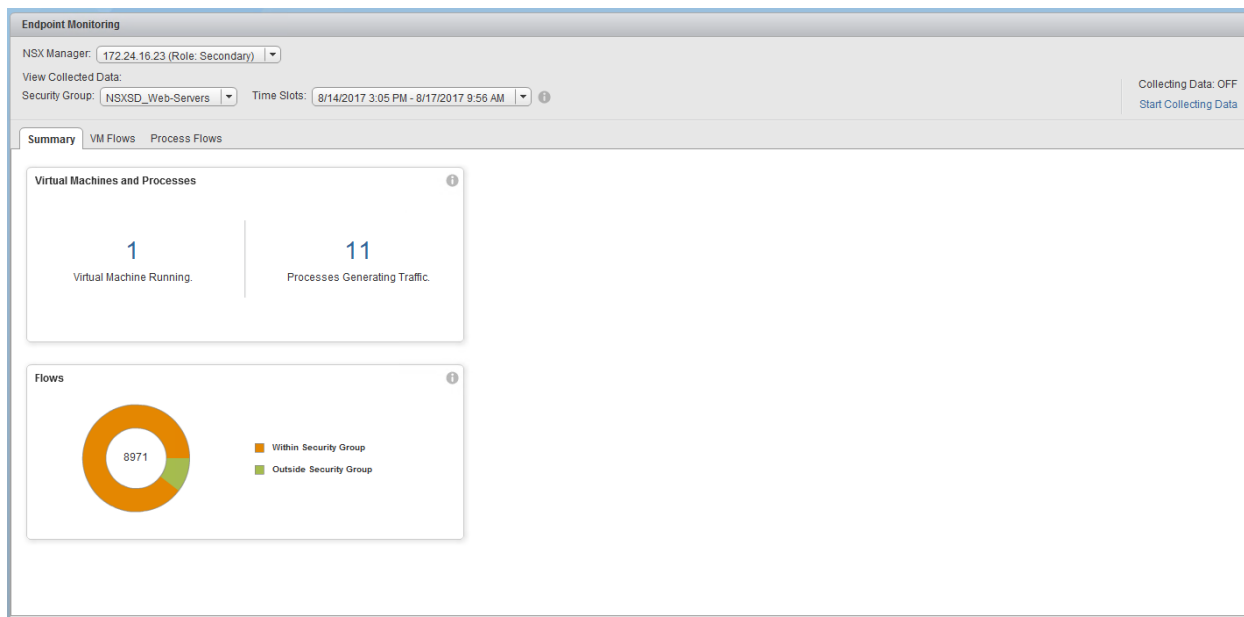 Endpoint Monitoring
NSX Manager: 172.24.16.23 (Role: Secondary)
View Collected Data:
Security Group: NSXSD_Web-Servers Time Slots: 8/14/2017 3:05 PM - 8/17/2017 9:56 AM
Collecting Data: OFF
Start Collecting Data
Summary VM Flows Process Flows
Virtual Machines and Processes
1 11
Virtual Machine Running. Processes Generating Traffic.
Flows
8971
Within Security Group
Outside Security Group